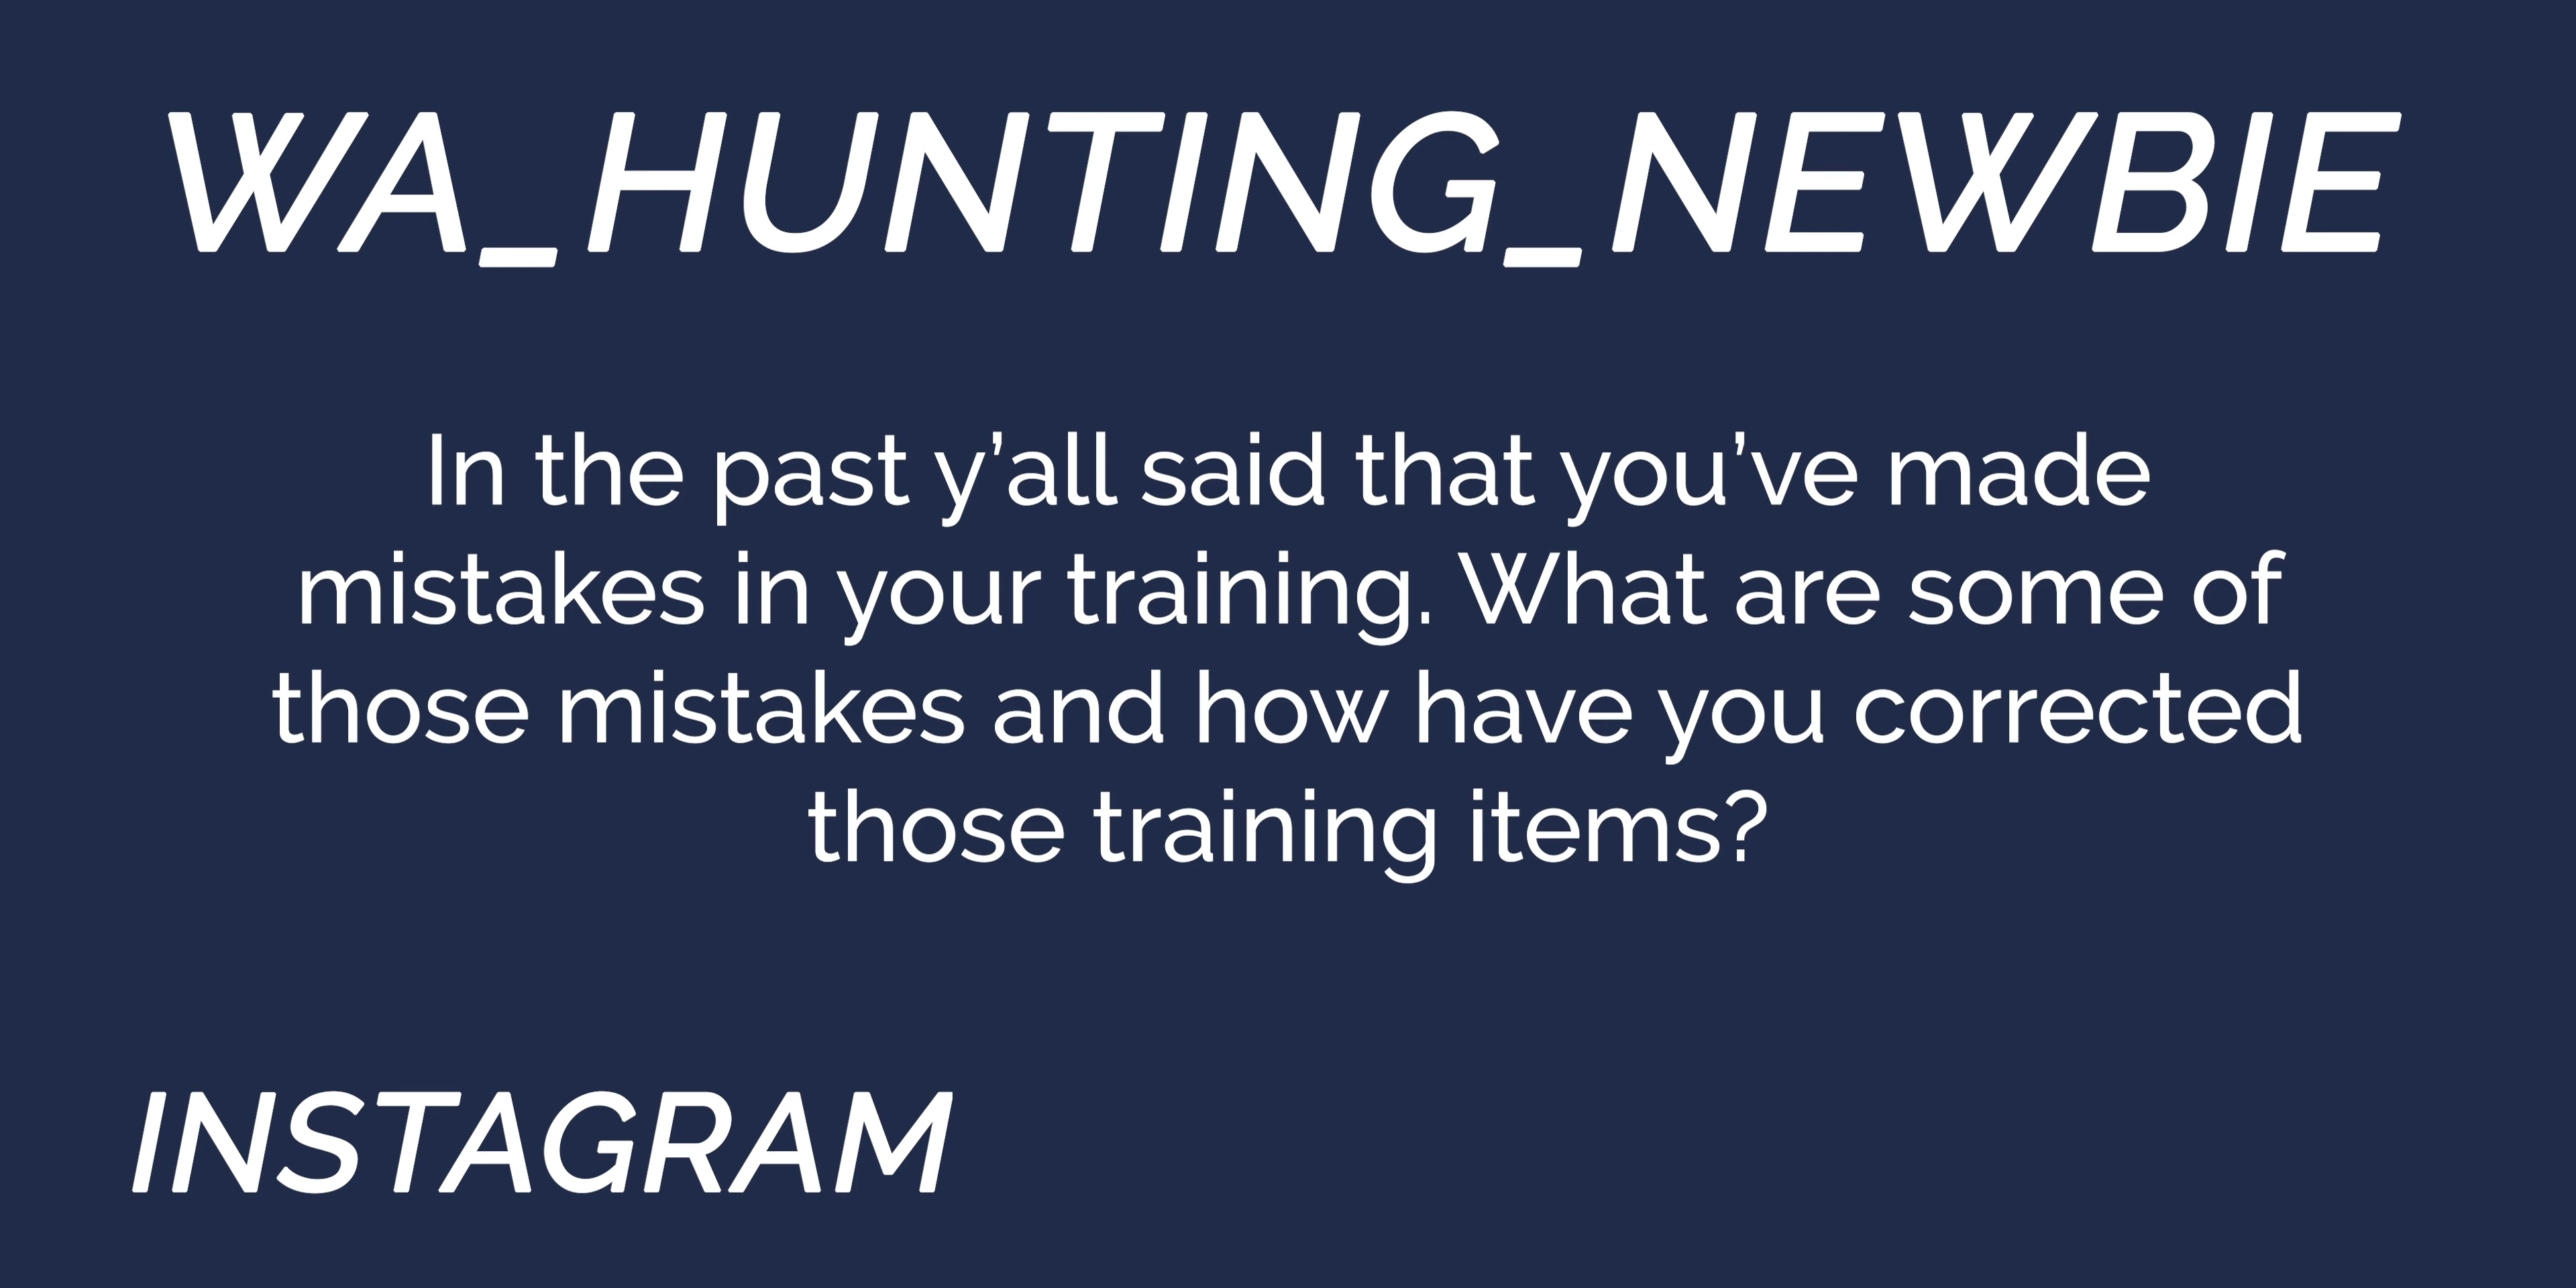 WA_HUNTING_NEWBIE
In the past y’all said that you’ve made
mistakes in your training. What are some of
those mistakes and how have you corrected
those training items?
INSTAGRAM